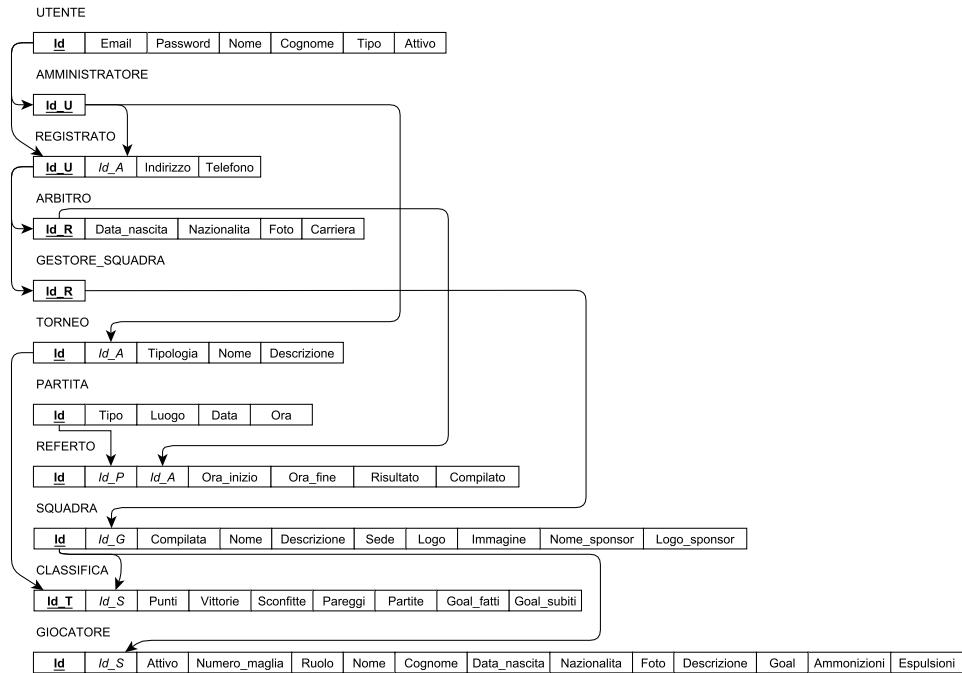 UTENTE
Id Email Password Nome Cognome Tipo Attivo
AMMINISTRATORE
Id_U
REGISTRATO
Id_U Id_A Indirizzo Telefono
ARBITRO
Id_R Data_nascita Nazionalita Foto Carriera
GESTORE_SQUADRA
Id_R
TORNEO
Id Id_A Tipologia Nome Descrizione
PARTITA
Id Tipo Luogo Data Ora
REFERTO
Id Id_P Id_A Ora_inizio Ora_fine Risultato Compilato
SQUADRA
Id Id_G Compilata Nome Descrizione Sede Logo Immagine Nome_sponsor Logo_sponsor
CLASSIFICA
Id_T Id_S Punti Vittorie Sconfitte Pareggi Partite Goal_fatti Goal_subiti
GIOCATORE
Id Id_S Attivo Numero_maglia Ruolo Nome Cognome Data_nascita Nazionalita Foto Descrizione Goal Ammonizioni Espulsioni